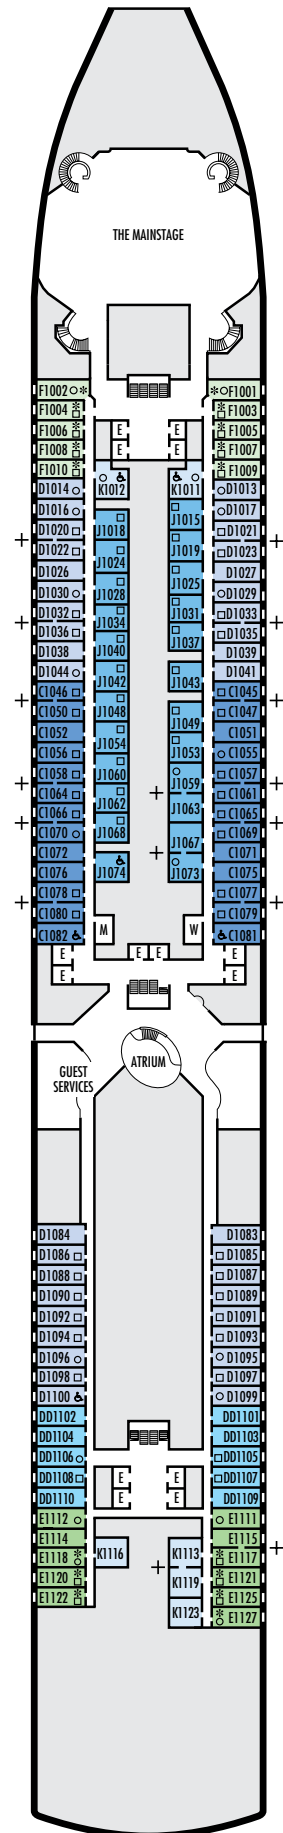 THE MAINSTAGE
F1002 F1001
F1004 F1003
F1006 E E F1005
F1008 E E F1007
F1010 K1012 K1011 F1009
D1014 D1013
D1016 J1018 J1015 D1017
D1020 D1021
D1022 J1024 J1019 D1023
D1026 J1028 J1025 D1027
D1030 D1029
D1032 J1034 J1031 D1033
D1036 J1040 J1037 D1035
D1038 D1039
D1044 J1042 J1043 D1041
C1046 C1045
C1050 J1048 J1049 C1047
C1052 C1051
C1056 J1054 J1053 C1055
C1058 J1060 J1059 C1057
C1064 C1061
C1066 J1062 J1063 C1065
C1070 J1068 C1069
C1072 J1067 C1071
C1076 J1074 J1073 C1075
C1078 C1077
C1080 C1079
C1082 M W C1081
E E E E
E E
GUEST
SERVICES
ATRIUM
D1084 D1083
D1086 D1085
D1088 D1087
D1090 D1089
D1092 D1091
D1094 D1093
D1096 D1095
D1098 D1097
D1100 D1099
DD1102 DD1101
DD1104 DD1103
DD1106 DD1105
DD1108 E E DD1107
DD1110 E E DD1109
E1112 E1111
E1114 E1115
E1118 K1116 K1113 E1117
E1120 K1119 E1121
E1122 E1125
K1123 E1127